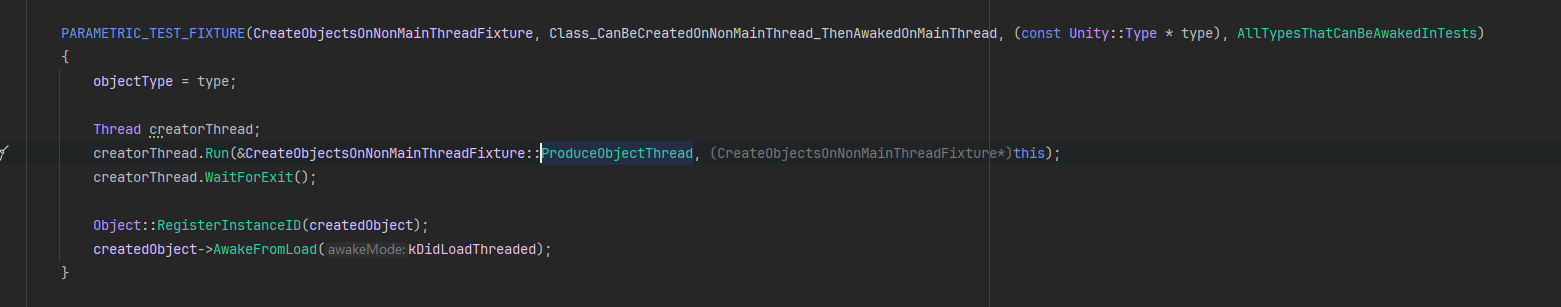 PARAMETRIC_TEST_FIXTURE(CreateObjectsOnNonMainThreadFixture, Class_CanBeCreatedOnNonMainThread_ThenAwakedOnMainThread, (const Unity::Type * type), AllTypesThatCanBeAwakedInTests)
{
objectType = type;
Thread creatorThread;
creatorThread.Run(&CreateObjectsOnNonMainThreadFixture::ProduceObjectThread, (CreateObjectsOnNonMainThreadFixture*)this);
creatorThread.WaitForExit();
Object::RegisterInstanceID(createdObject);
createdObject->AwakeFromLoad(awakeMode: kDidLoadThreaded);
}